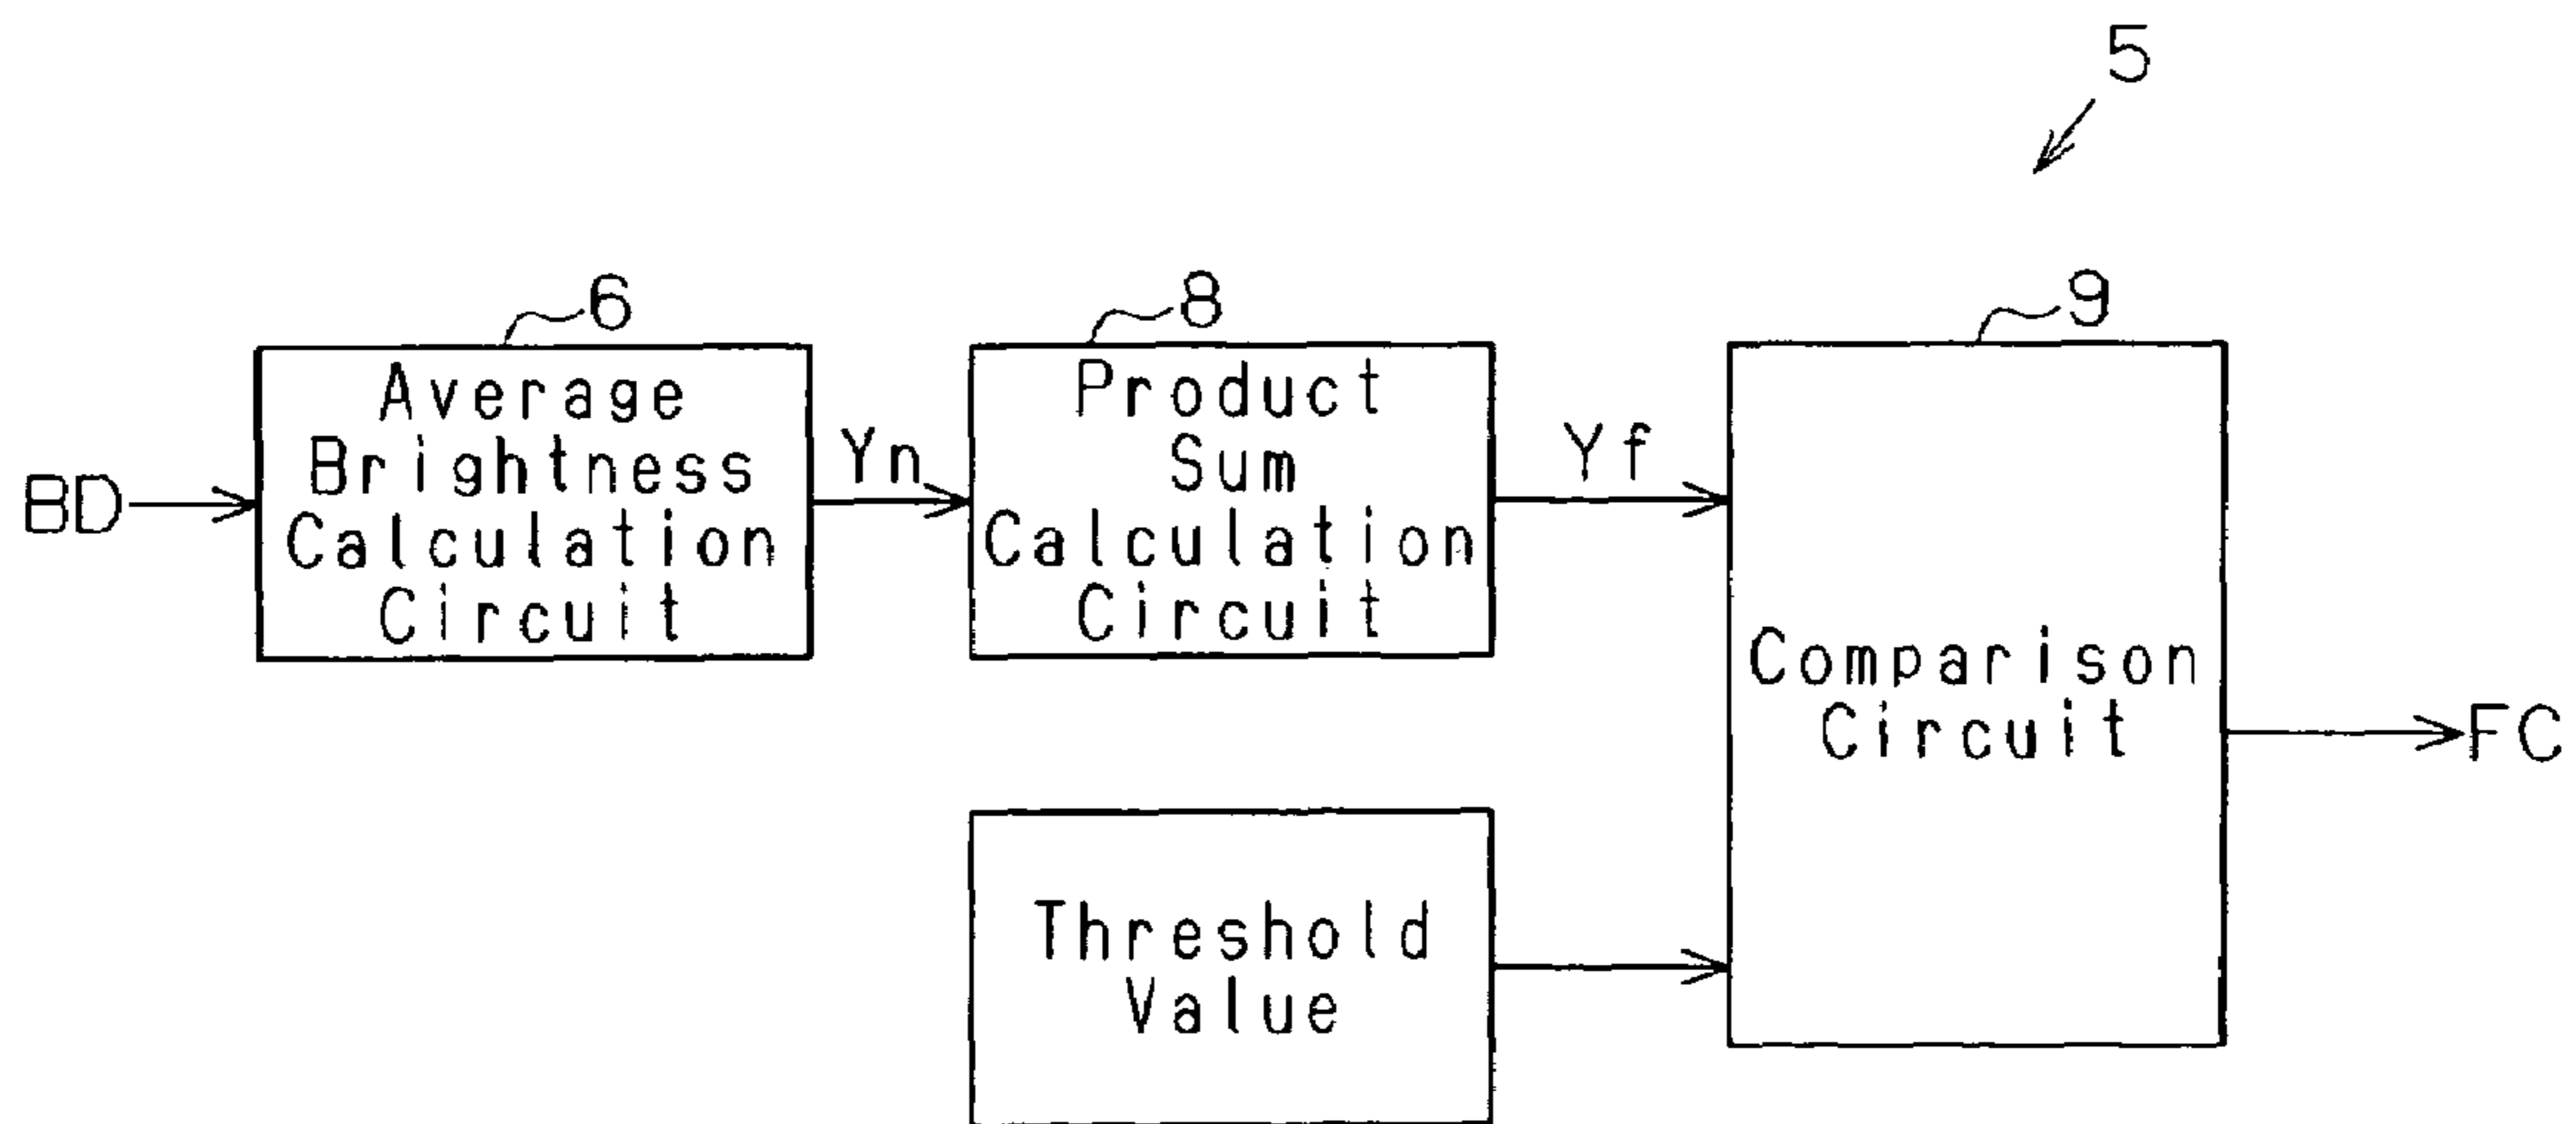 5
6
8
9
Average
Brightness
Calculation
Circuit
Product
Sum
Calculation
Circuit
BD
Yn
Yf
Comparison
Circuit
FC
Threshold
Value